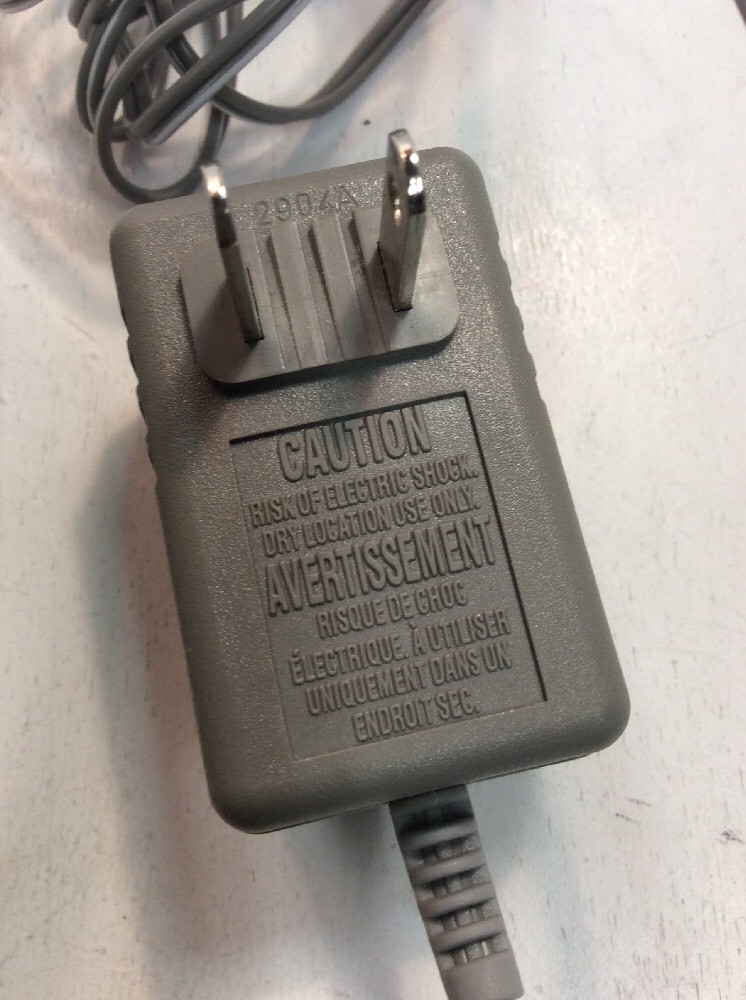 2904A
CAUTION
RISK OF ELECTRIC SHOCK.
DRY LOCATION USE ONLY.
AVERTISSEMENT
RISQUE DE CHOC
ÉLECTRIQUE. À UTILISER
UNIQUEMENT DANS UN
ENDROIT SEC.